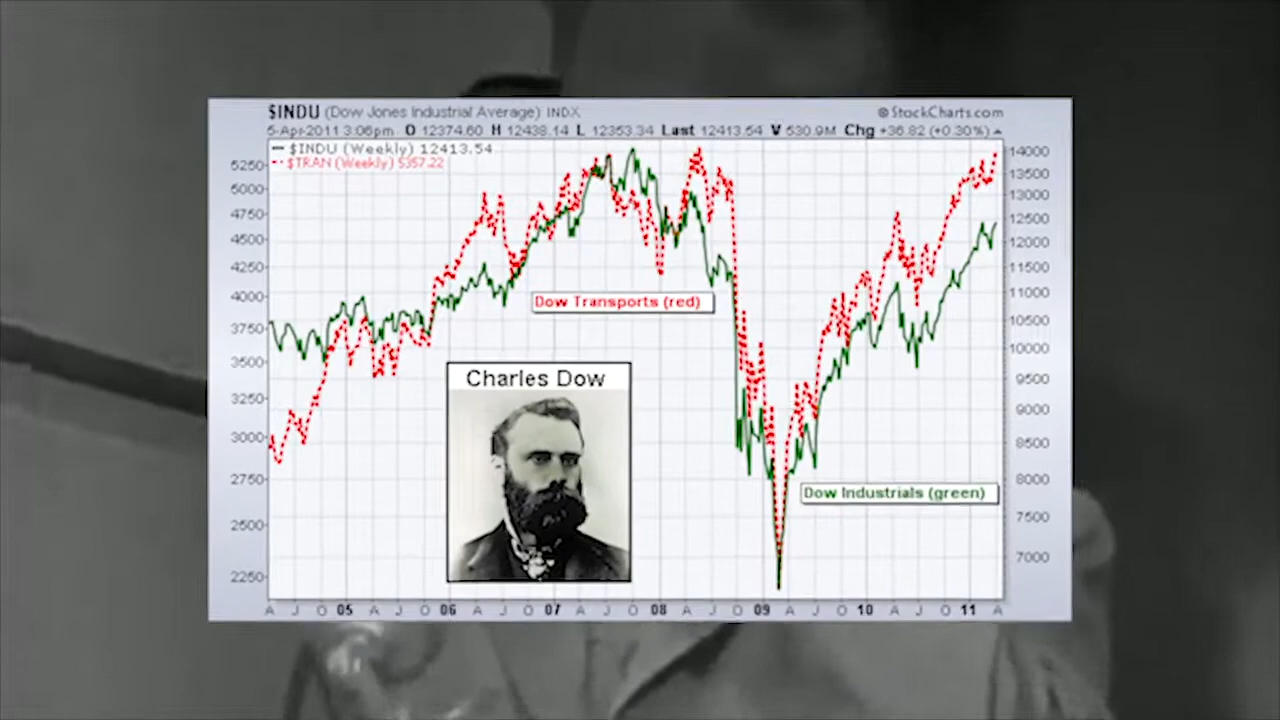 $INDU (Dow Jones Industrial Average) INDX © StockCharts.com
5-Apr-2011 3:06pm O 12374.60 H 12438.14 L 12353.34 Last 12413.54 V 530.9M Chg +36.82 (+0.30%)
$INDU (Weekly) 12413.54
$TRAN (Weekly) 5357.22
5250 14000
13500
5000 13000
4750 12500
4500 12000
4250 11500
4000 11000
Dow Transports (red)
3750 10500
3500 10000
Charles Dow
9500
3250 9000
3000 8500
2750 8000
Dow Industrials (green)
2500 7500
7000
2250
A J O 05 A J O 06 A J O 07 A J O 08 A J O 09 A J O 10 A J O 11 A